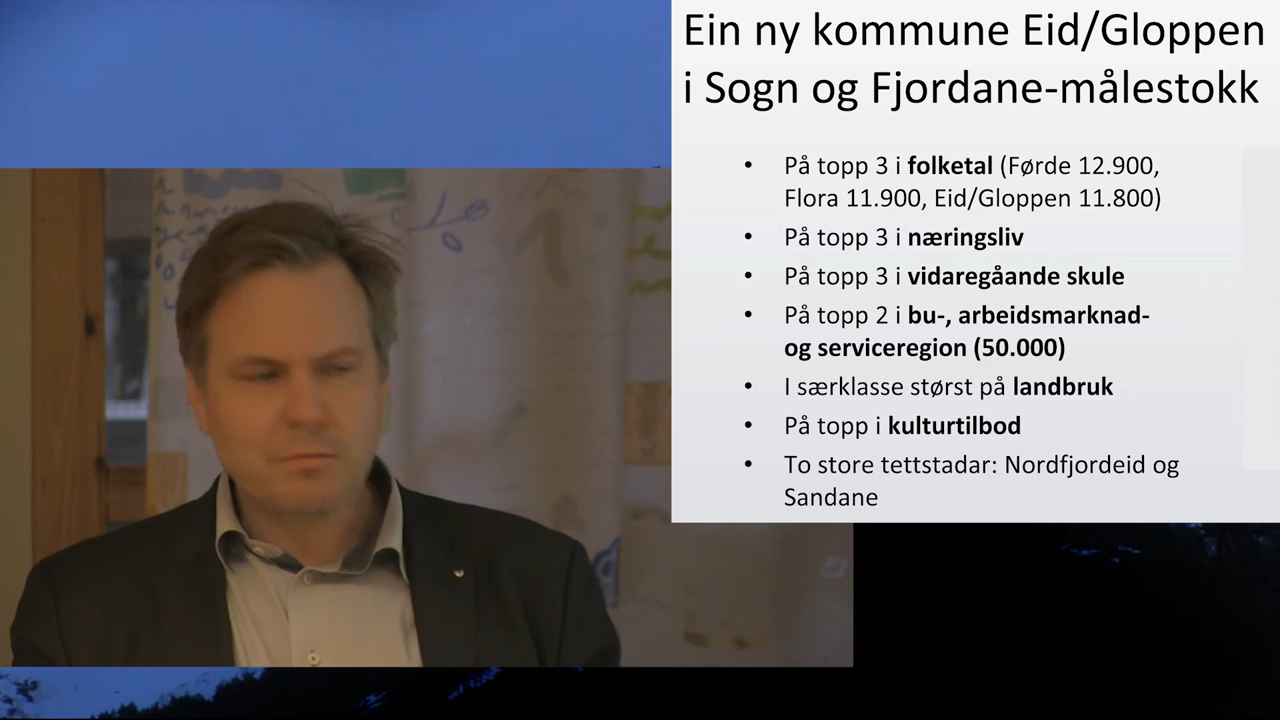 Ein ny kommune Eid/Gloppen
i Sogn og Fjordane-målestokk
• På topp 3 i folketal (Førde 12.900,
Flora 11.900, Eid/Gloppen 11.800)
• På topp 3 i næringsliv
• På topp 3 i vidaregåande skule
• På topp 2 i bu-, arbeidsmarknad-
og serviceregion (50.000)
• I særklasse størst på landbruk
• På topp i kulturtilbod
• To store tettstadar: Nordfjordeid og
Sandane